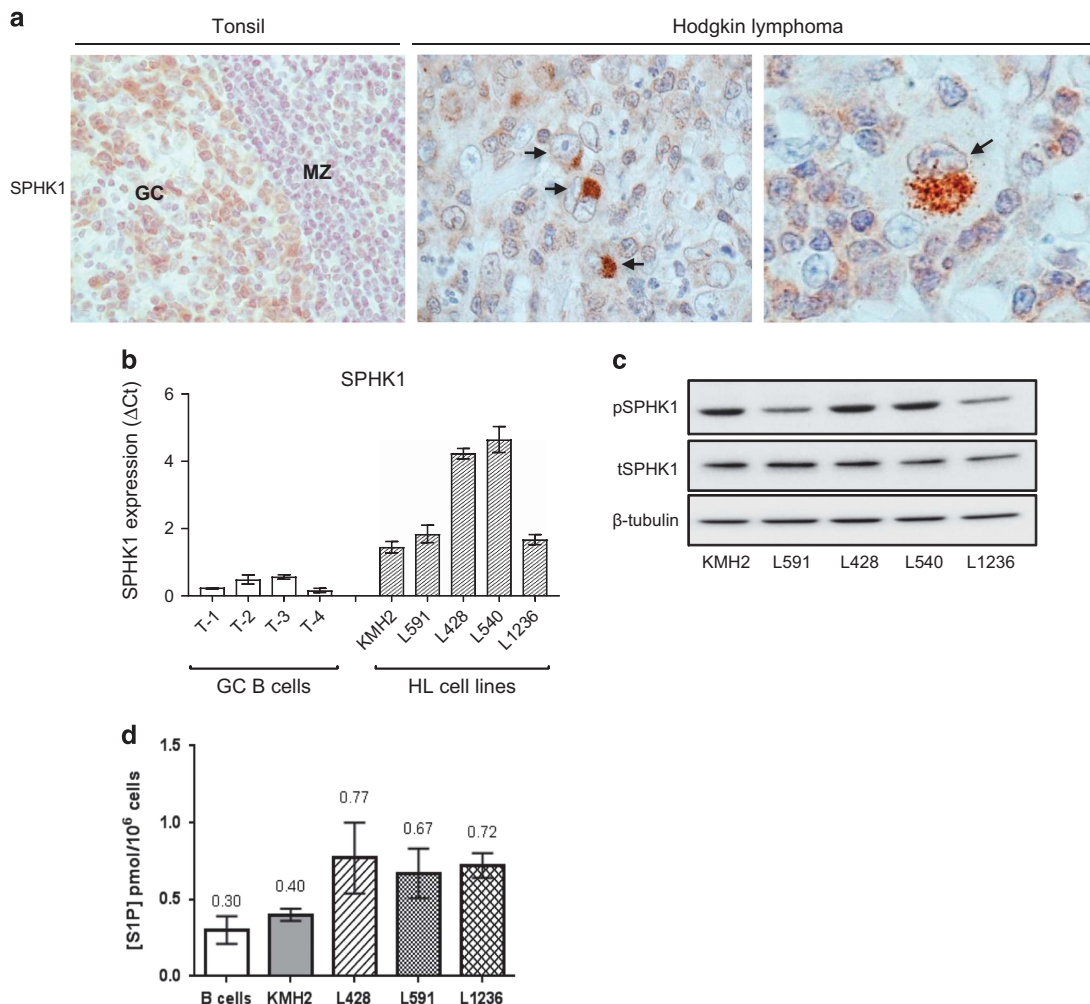 a
Tonsil
Hodgkin lymphoma
SPHK1
GC
MZ
b
SPHK1
SPHK1 expression (ΔCt)
6
4
2
0
T-1
T-2
T-3
T-4
KMH2
L591
L428
L540
L1236
GC B cells
HL cell lines
c
pSPHK1
tSPHK1
β-tubulin
KMH2 L591 L428 L540 L1236
d
[S1P] pmol/10⁶ cells
1.5
1.0
0.5
0.0
0.30
0.40
0.77
0.67
0.72
B cells KMH2 L428 L591 L1236